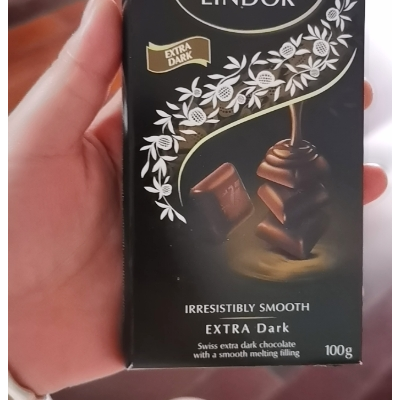 LINDOR
EXTRA
DARK
IRRESISTIBLY SMOOTH
EXTRA Dark
Swiss extra dark chocolate
with a smooth melting filling
100g